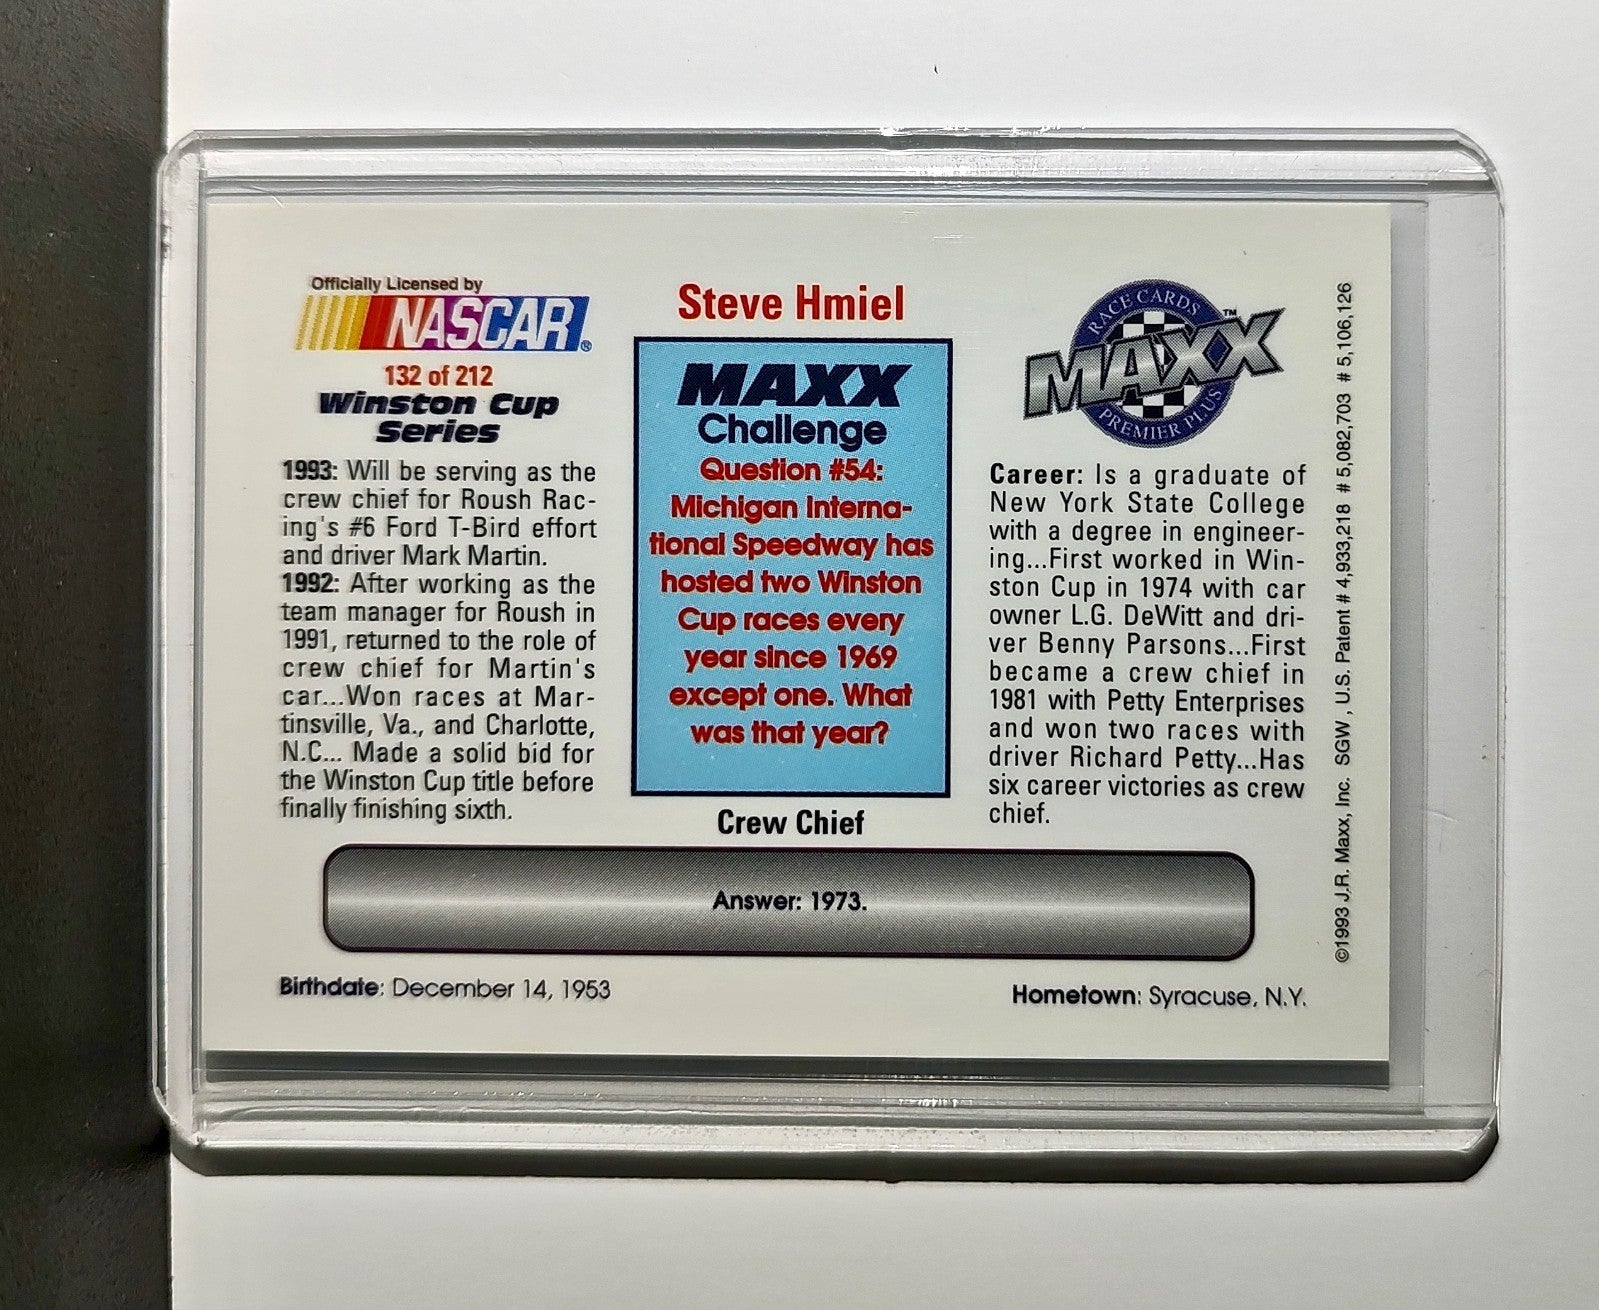 Officially Licensed by
NASCAR®
132 of 212
Winston Cup
Series
1993: Will be serving as the
crew chief for Roush Rac-
ing's #6 Ford T-Bird effort
and driver Mark Martin.
1992: After working as the
team manager for Roush in
1991, returned to the role of
crew chief for Martin's
car...Won races at Mar-
tinsville, Va., and Charlotte,
N.C... Made a solid bid for
the Winston Cup title before
finally finishing sixth.
Steve Hmiel
MAXX
Challenge
Question #54:
Michigan Interna-
tional Speedway has
hosted two Winston
Cup races every
year since 1969
except one. What
was that year?
Crew Chief
RACE CARDS
MAXX™
PREMIER PLUS
Career: Is a graduate of
New York State College
with a degree in engineer-
ing...First worked in Win-
ston Cup in 1974 with car
owner L.G. DeWitt and dri-
ver Benny Parsons...First
became a crew chief in
1981 with Petty Enterprises
and won two races with
driver Richard Petty...Has
six career victories as crew
chief.
Answer: 1973.
Birthdate: December 14, 1953
Hometown: Syracuse, N.Y.
©1993 J.R. Maxx, Inc. SGW, U.S. Patent # 4,933,218 # 5,082,703 # 5,106,126